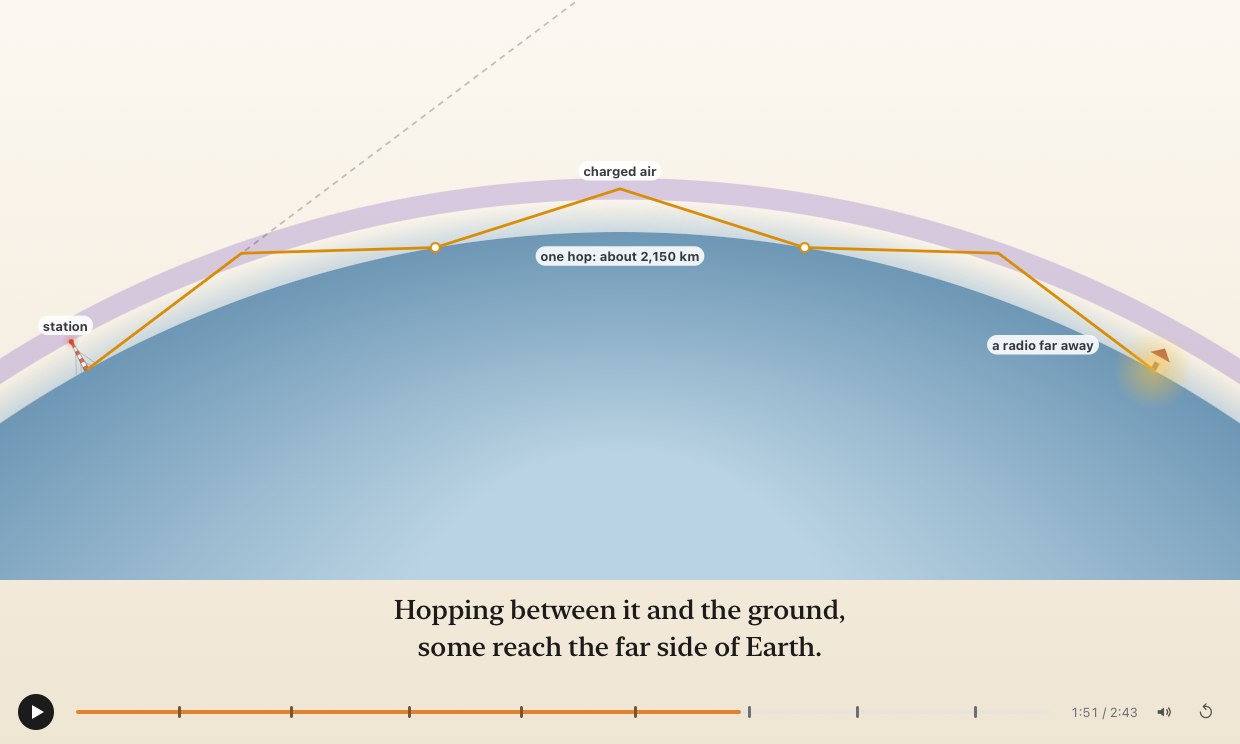 charged air
one hop: about 2,150 km
station
a radio far away
Hopping between it and the ground,
some reach the far side of Earth.
1:51 / 2:43